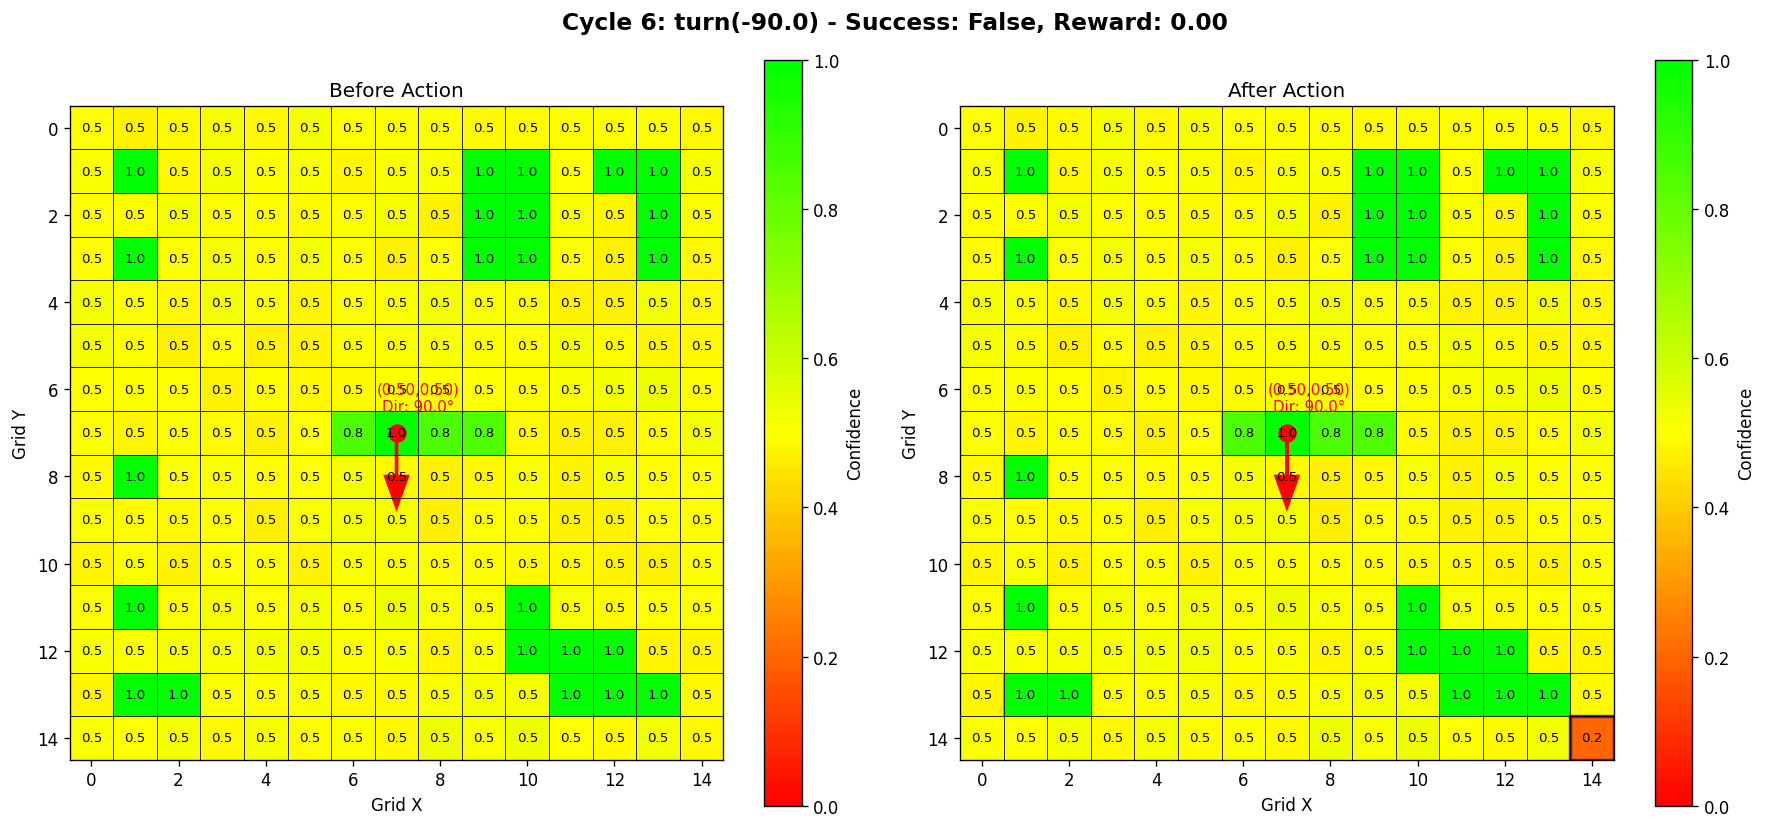 Cycle 6: turn(-90.0) - Success: False, Reward: 0.00
Before Action
0 0.5 0.5 0.5 0.5 0.5 0.5 0.5 0.5 0.5 0.5 0.5 0.5 0.5 0.5 0.5
0.5 1.0 0.5 0.5 0.5 0.5 0.5 0.5 0.5 1.0 1.0 0.5 1.0 1.0 0.5
2 0.5 0.5 0.5 0.5 0.5 0.5 0.5 0.5 0.5 1.0 1.0 0.5 0.5 1.0 0.5
0.5 1.0 0.5 0.5 0.5 0.5 0.5 0.5 0.5 1.0 1.0 0.5 0.5 1.0 0.5
4 0.5 0.5 0.5 0.5 0.5 0.5 0.5 0.5 0.5 0.5 0.5 0.5 0.5 0.5 0.5
0.5 0.5 0.5 0.5 0.5 0.5 0.5 0.5 0.5 0.5 0.5 0.5 0.5 0.5 0.5
6 0.5 0.5 0.5 0.5 0.5 0.5 0.5 0.5 0.5 0.5 0.5 0.5 0.5 0.5 0.5
(0.50,0.50)
Dir: 90.0°
0.5 0.5 0.5 0.5 0.5 0.5 0.8 1.0 0.8 0.8 0.5 0.5 0.5 0.5 0.5
8 0.5 1.0 0.5 0.5 0.5 0.5 0.5 0.5 0.5 0.5 0.5 0.5 0.5 0.5 0.5
0.5 0.5 0.5 0.5 0.5 0.5 0.5 0.5 0.5 0.5 0.5 0.5 0.5 0.5 0.5
10 0.5 0.5 0.5 0.5 0.5 0.5 0.5 0.5 0.5 0.5 0.5 0.5 0.5 0.5 0.5
0.5 1.0 0.5 0.5 0.5 0.5 0.5 0.5 0.5 0.5 1.0 0.5 0.5 0.5 0.5
12 0.5 0.5 0.5 0.5 0.5 0.5 0.5 0.5 0.5 0.5 1.0 1.0 1.0 0.5 0.5
0.5 1.0 1.0 0.5 0.5 0.5 0.5 0.5 0.5 0.5 0.5 1.0 1.0 1.0 0.5
14 0.5 0.5 0.5 0.5 0.5 0.5 0.5 0.5 0.5 0.5 0.5 0.5 0.5 0.5 0.5
0 2 4 6 8 10 12 14
Grid X
Grid Y
1.0
0.8
0.6
0.4
0.2
0.0
Confidence
After Action
0 0.5 0.5 0.5 0.5 0.5 0.5 0.5 0.5 0.5 0.5 0.5 0.5 0.5 0.5 0.5
0.5 1.0 0.5 0.5 0.5 0.5 0.5 0.5 0.5 1.0 1.0 0.5 1.0 1.0 0.5
2 0.5 0.5 0.5 0.5 0.5 0.5 0.5 0.5 0.5 1.0 1.0 0.5 0.5 1.0 0.5
0.5 1.0 0.5 0.5 0.5 0.5 0.5 0.5 0.5 1.0 1.0 0.5 0.5 1.0 0.5
4 0.5 0.5 0.5 0.5 0.5 0.5 0.5 0.5 0.5 0.5 0.5 0.5 0.5 0.5 0.5
0.5 0.5 0.5 0.5 0.5 0.5 0.5 0.5 0.5 0.5 0.5 0.5 0.5 0.5 0.5
6 0.5 0.5 0.5 0.5 0.5 0.5 0.5 0.5 0.5 0.5 0.5 0.5 0.5 0.5 0.5
(0.50,0.50)
Dir: 90.0°
0.5 0.5 0.5 0.5 0.5 0.5 0.8 1.0 0.8 0.8 0.5 0.5 0.5 0.5 0.5
8 0.5 1.0 0.5 0.5 0.5 0.5 0.5 0.5 0.5 0.5 0.5 0.5 0.5 0.5 0.5
0.5 0.5 0.5 0.5 0.5 0.5 0.5 0.5 0.5 0.5 0.5 0.5 0.5 0.5 0.5
10 0.5 0.5 0.5 0.5 0.5 0.5 0.5 0.5 0.5 0.5 0.5 0.5 0.5 0.5 0.5
0.5 1.0 0.5 0.5 0.5 0.5 0.5 0.5 0.5 0.5 1.0 0.5 0.5 0.5 0.5
12 0.5 0.5 0.5 0.5 0.5 0.5 0.5 0.5 0.5 0.5 1.0 1.0 1.0 0.5 0.5
0.5 1.0 1.0 0.5 0.5 0.5 0.5 0.5 0.5 0.5 0.5 1.0 1.0 1.0 0.5
14 0.5 0.5 0.5 0.5 0.5 0.5 0.5 0.5 0.5 0.5 0.5 0.5 0.5 0.5 0.2
0 2 4 6 8 10 12 14
Grid X
Grid Y
1.0
0.8
0.6
0.4
0.2
0.0
Confidence